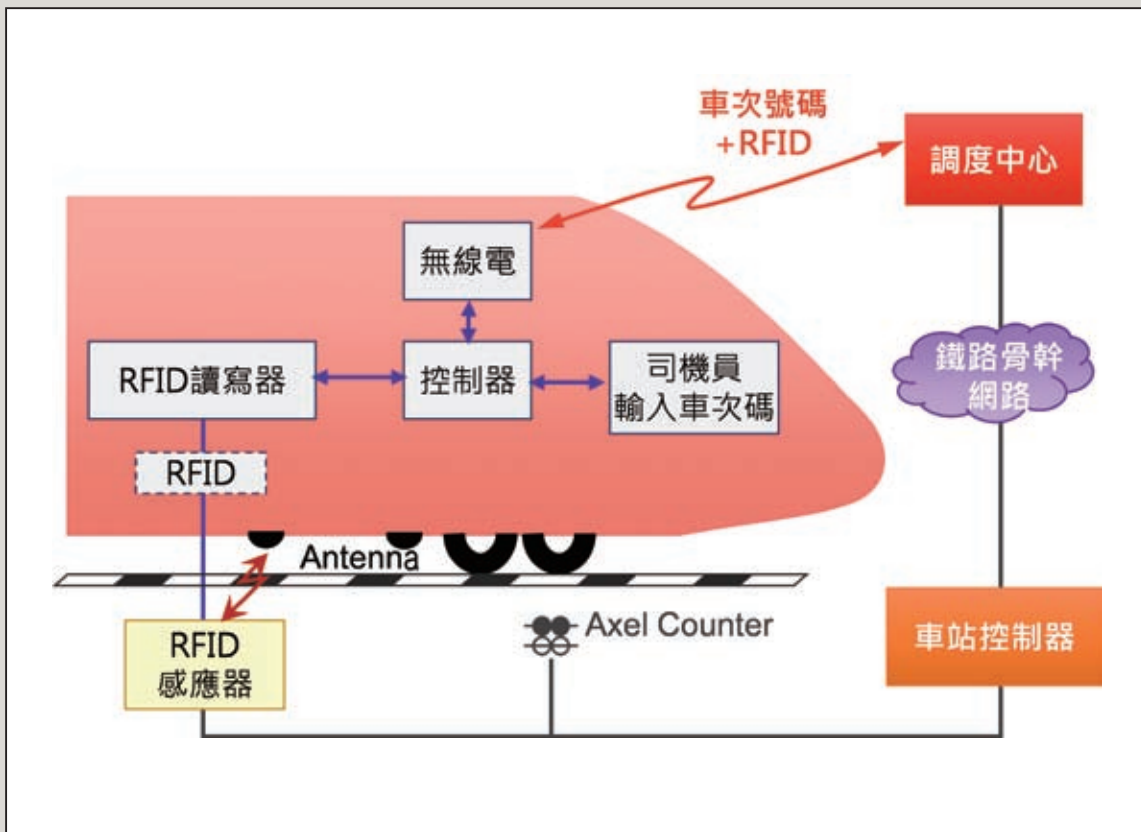 車次號碼
+RFID
調度中心
無線電
RFID讀寫器
控制器
司機員
輸入車次碼
鐵路骨幹
網路
RFID
Antenna
RFID
感應器
Axel Counter
車站控制器